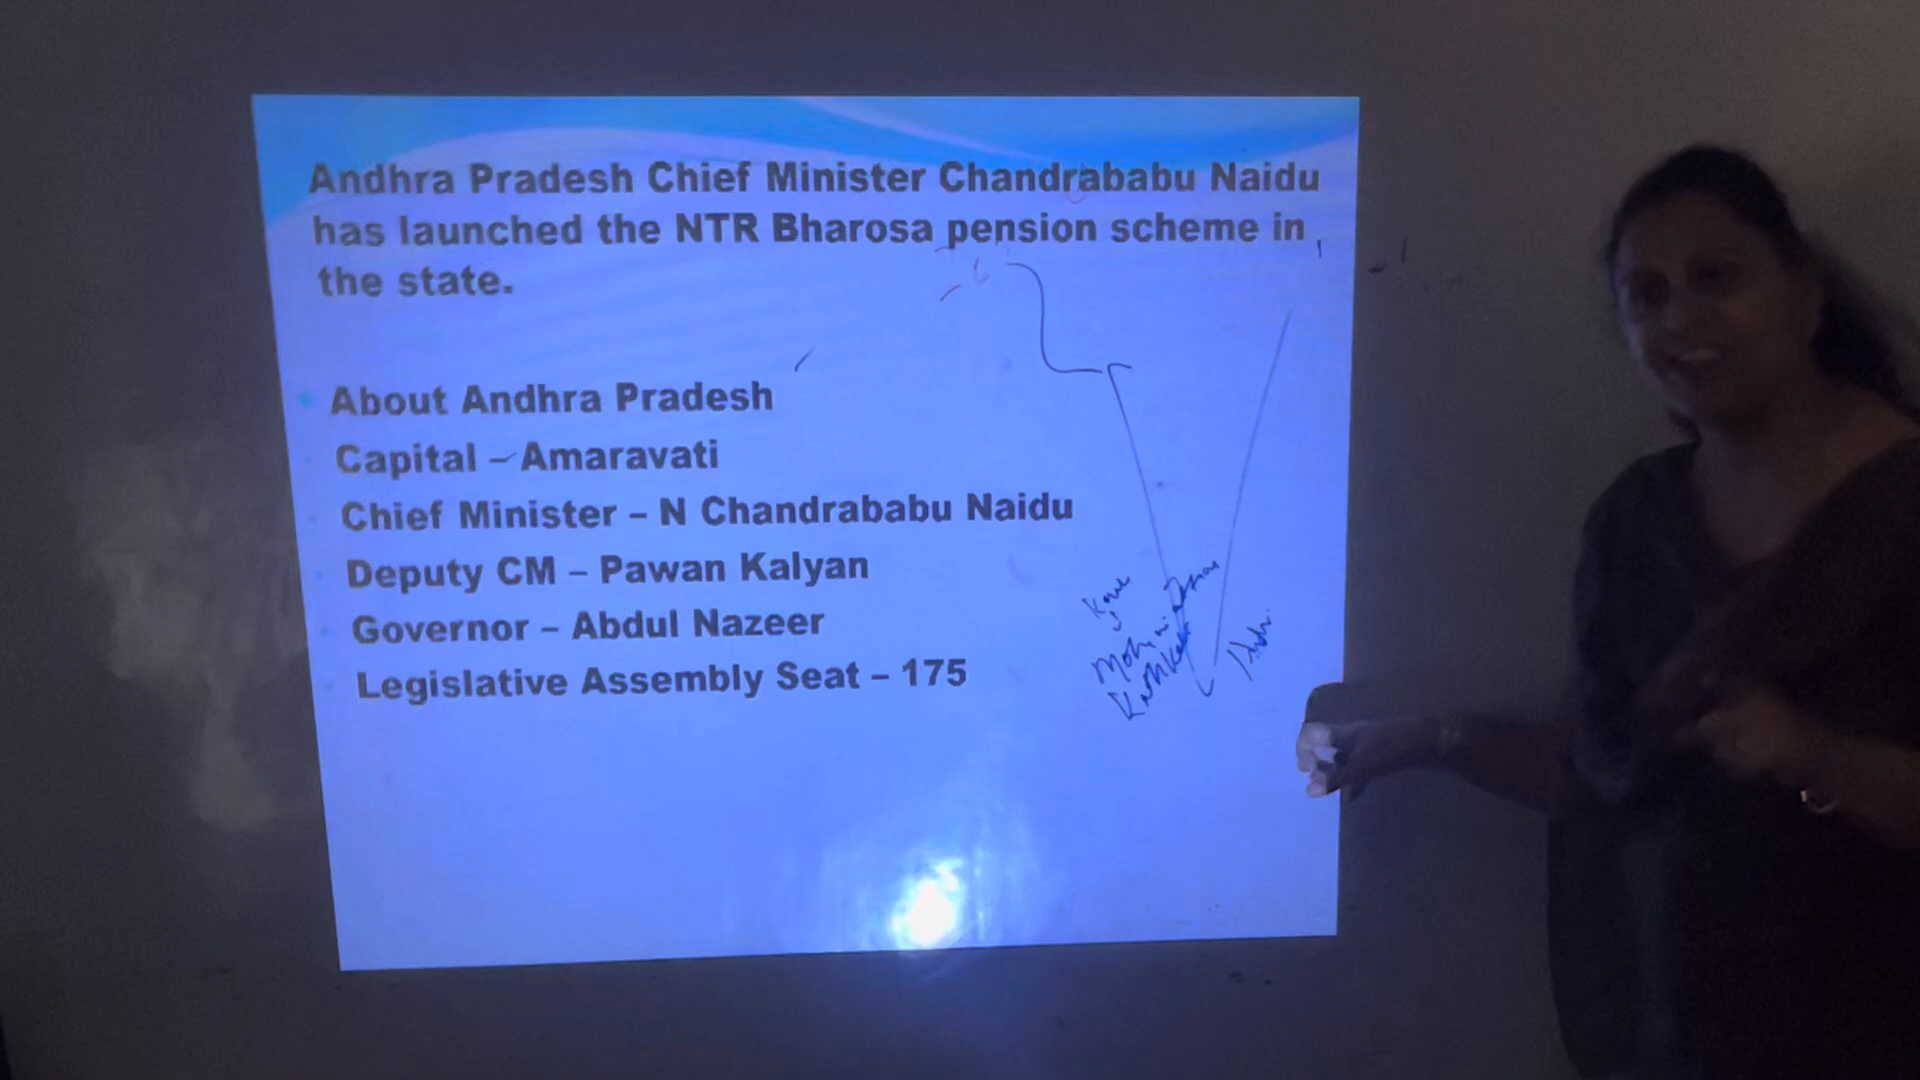 Andhra Pradesh Chief Minister Chandrababu Naidu
has launched the NTR Bharosa pension scheme in
the state.
About Andhra Pradesh
Capital – Amaravati
Chief Minister – N Chandrababu Naidu
Deputy CM – Pawan Kalyan
Governor – Abdul Nazeer
Legislative Assembly Seat – 175